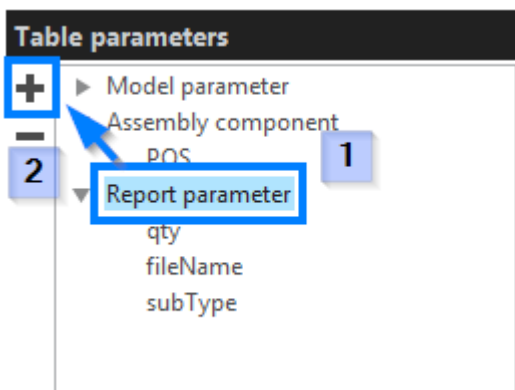 Table parameters
Model parameter
Assembly component
1
POS
2
Report parameter
qty
fileName
subType